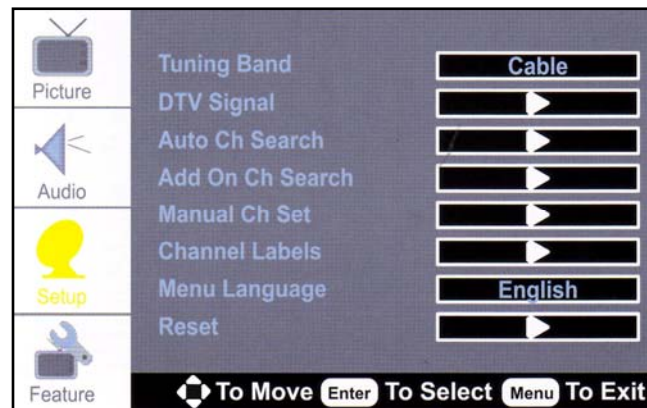 Picture
Audio
Setup
Feature
Tuning Band Cable
DTV Signal
Auto Ch Search
Add On Ch Search
Manual Ch Set
Channel Labels
Menu Language English
Reset
To Move Enter To Select Menu To Exit